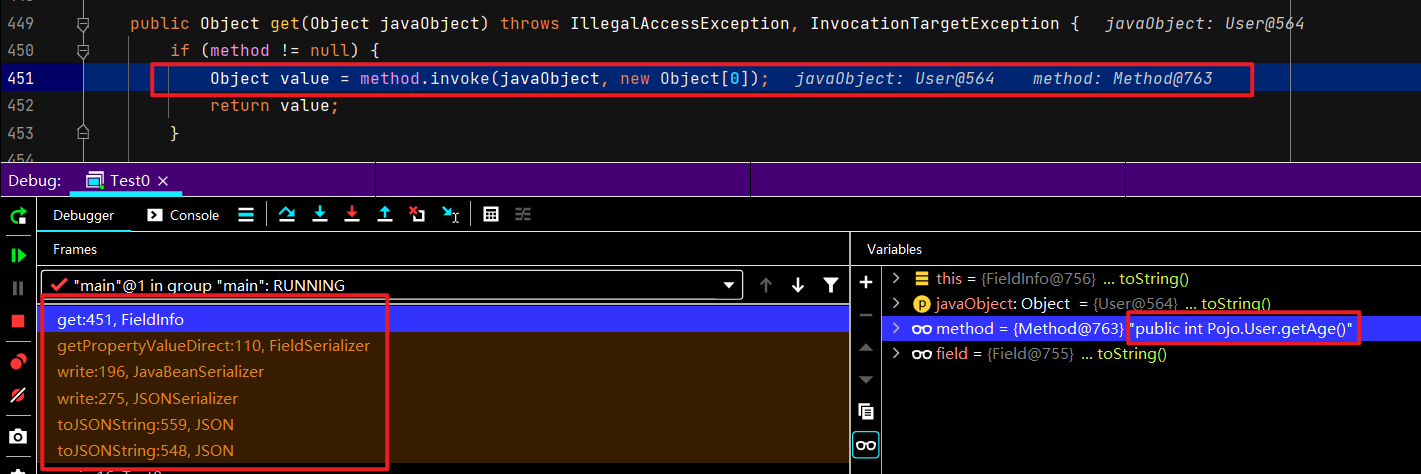 449 public Object get(Object javaObject) throws IllegalAccessException, InvocationTargetException { javaObject: User@564
450 if (method != null) {
451 Object value = method.invoke(javaObject, new Object[0]); javaObject: User@564 method: Method@763
452 return value;
453 }
Debug: Test0
Debugger Console
Frames
"main"@1 in group "main": RUNNING
get:451, FieldInfo
getPropertyValueDirect:110, FieldSerializer
write:196, JavaBeanSerializer
write:275, JSONSerializer
toJSONString:559, JSON
toJSONString:548, JSON
Variables
this = {FieldInfo@756} ... toString()
javaObject: Object = {User@564} ... toString()
method = {Method@763} "public int Pojo.User.getAge()"
field = {Field@755} ... toString()